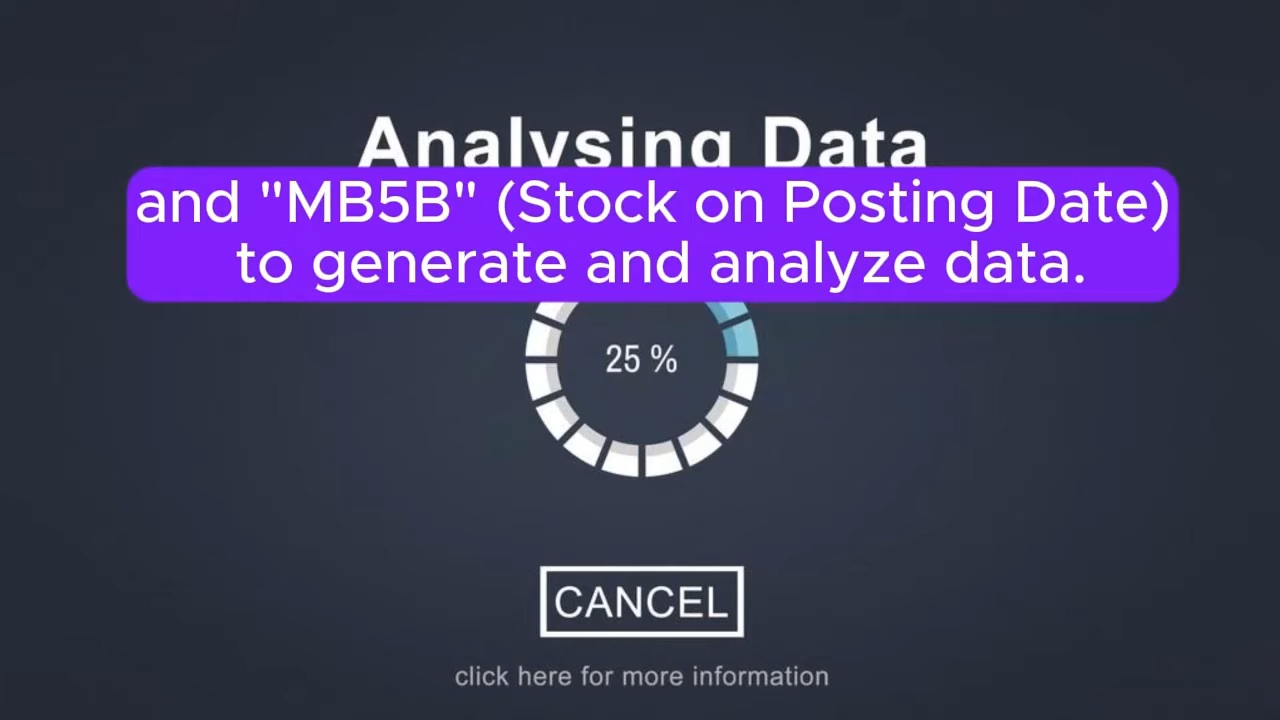 Analysing Data
and "MB5B" (Stock on Posting Date)
to generate and analyze data.
25 %
CANCEL
click here for more information